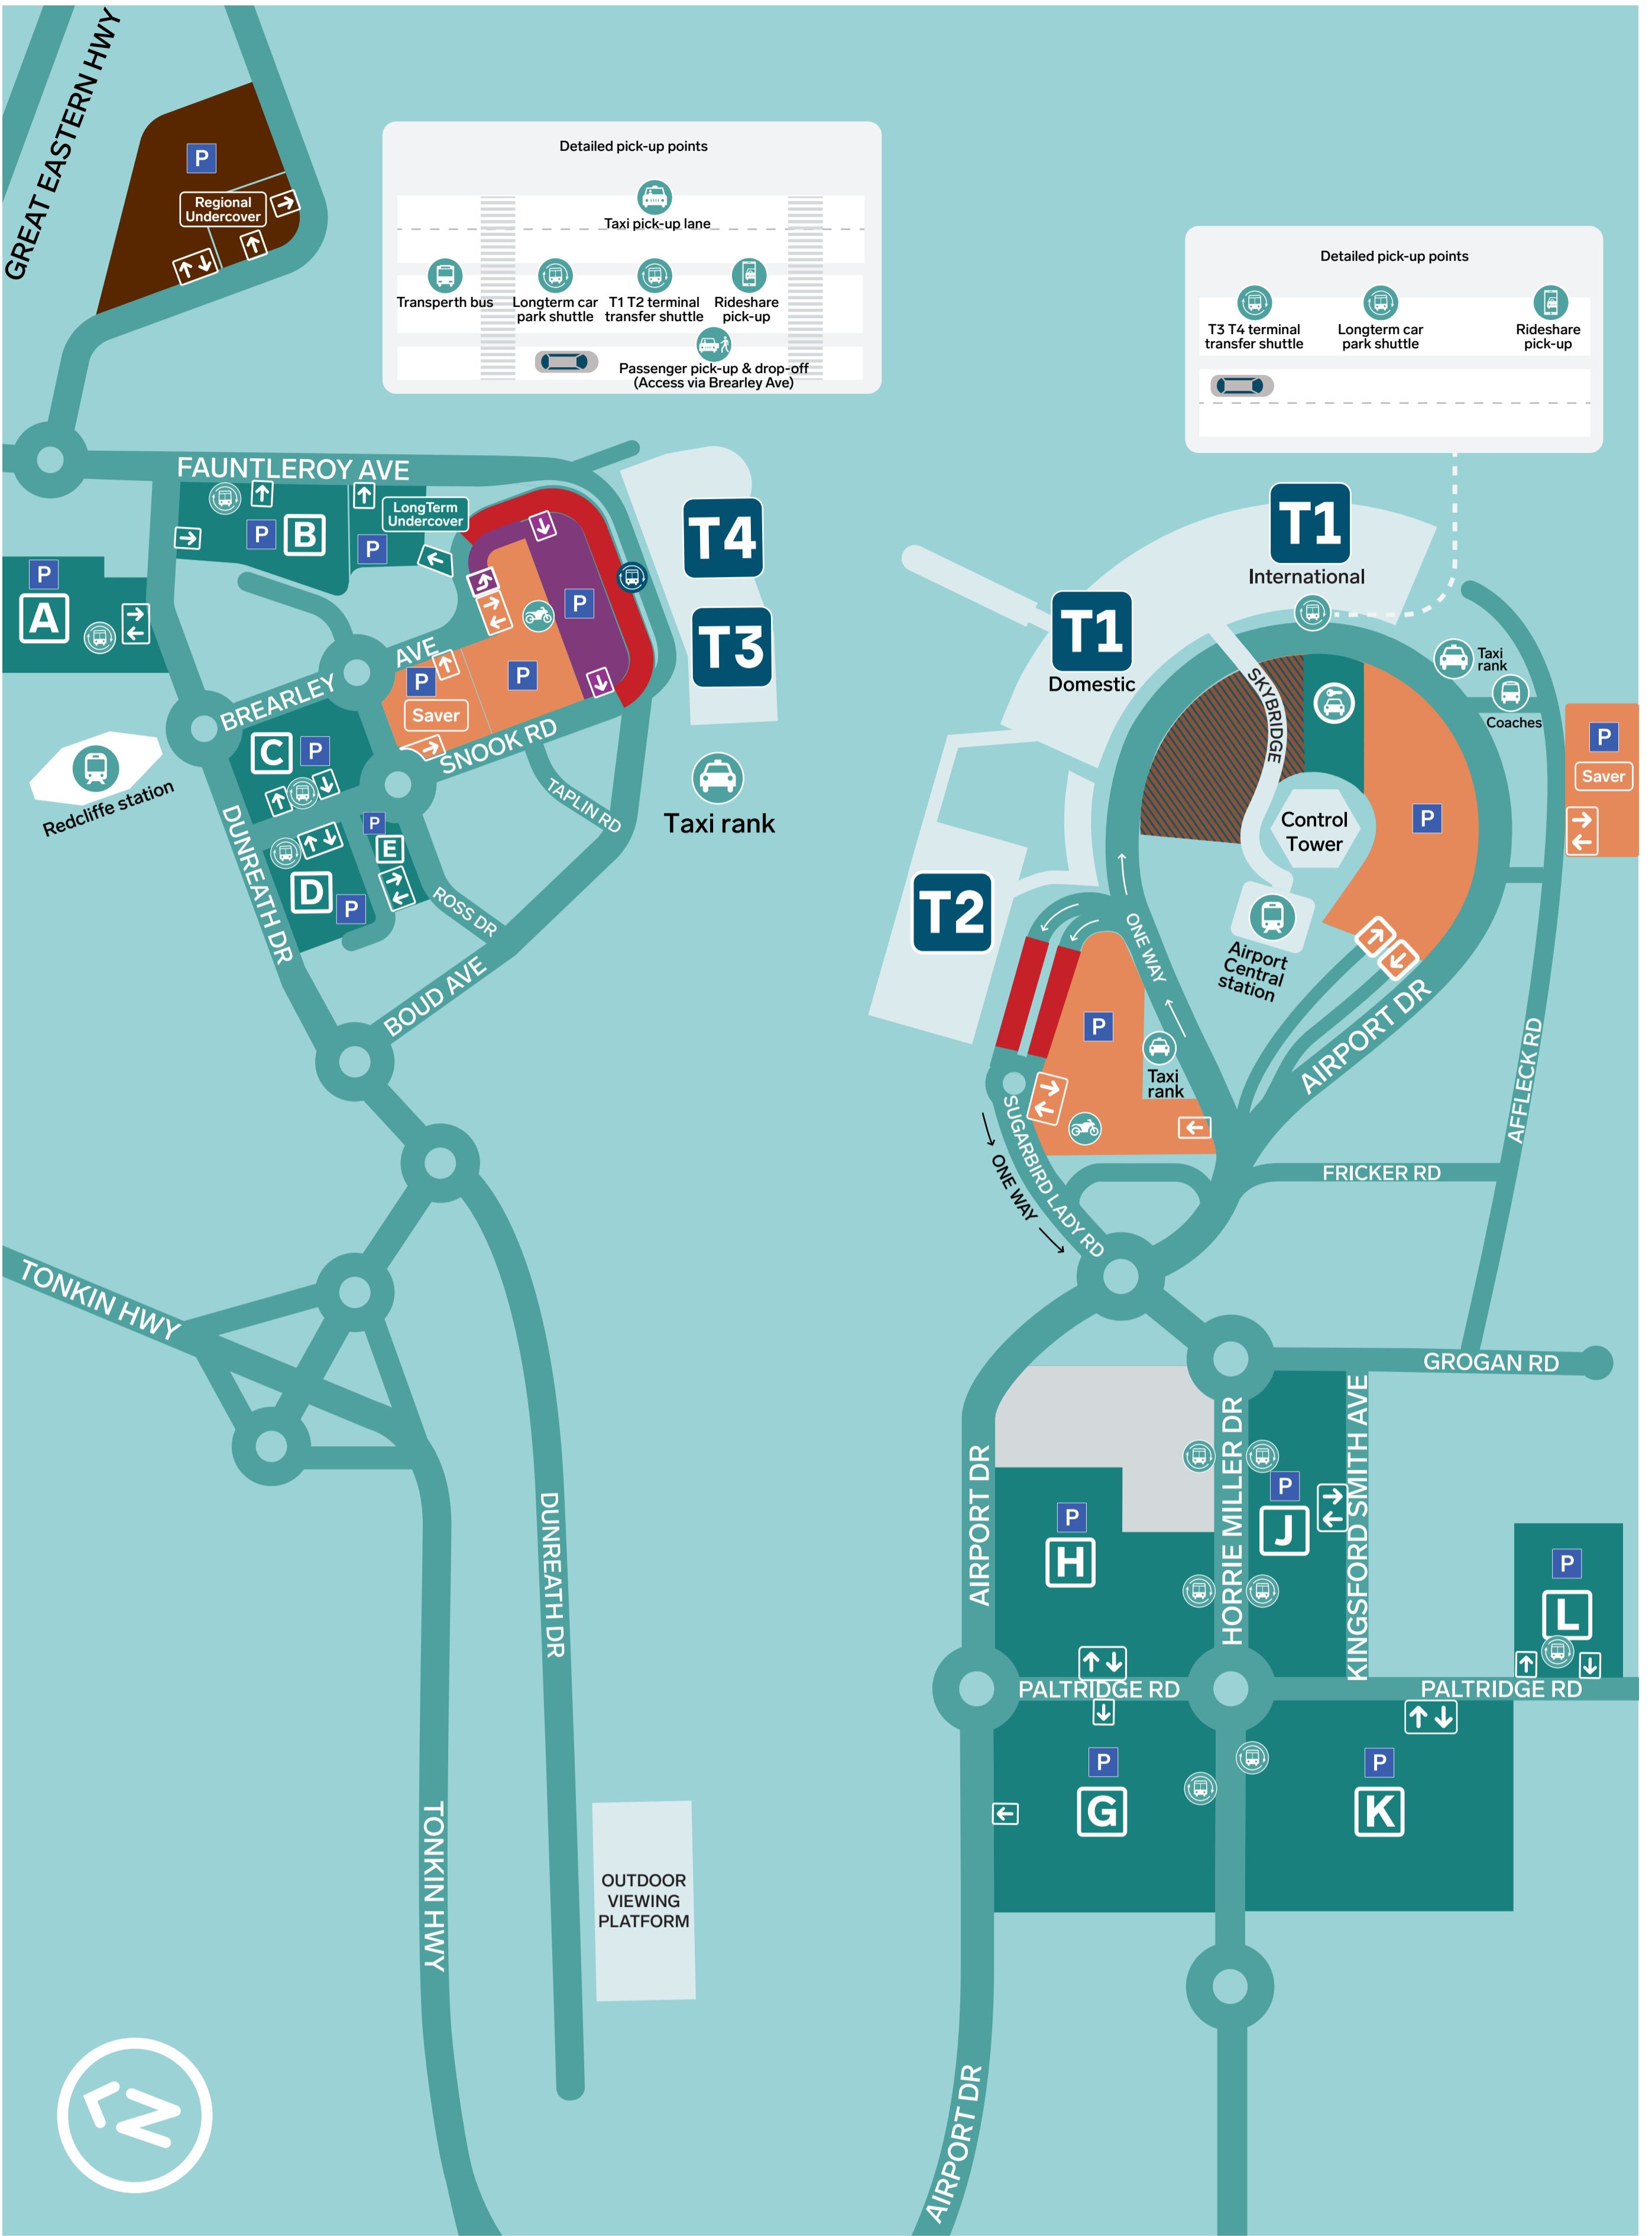 GREAT EASTERN HWY
P
Regional
Undercover
Detailed pick-up points
Taxi pick-up lane
Transperth bus
Longterm car
park shuttle
T1 T2 terminal
transfer shuttle
Rideshare
pick-up
Passenger pick-up & drop-off
(Access via Brearley Ave)
Detailed pick-up points
T3 T4 terminal
transfer shuttle
Longterm car
park shuttle
Rideshare
pick-up
FAUNTLEROY AVE
P
B
P
LongTerm
Undercover
P
A
P
P
P
Saver
BREARLEY
AVE
SNOOK RD
TAPLIN RD
T4
T3
Taxi rank
C
P
Redcliffe station
DUNREATH DR
P
E
D
P
ROSS DR
BOUD AVE
T1
International
T1
Domestic
T2
SKYBRIDGE
Control
Tower
P
Taxi
rank
Coaches
P
Saver
Airport
Central
station
ONE WAY
P
Taxi
rank
AIRPORT DR
AFFLECK RD
SUGARBIRD LADY RD
ONE WAY
FRICKER RD
TONKIN HWY
GROGAN RD
AIRPORT DR
HORRIE MILLER DR
KINGSFORD SMITH AVE
P
H
P
J
P
L
DUNREATH DR
PALTRIDGE RD
PALTRIDGE RD
P
G
P
K
TONKIN HWY
OUTDOOR
VIEWING
PLATFORM
AIRPORT DR
N